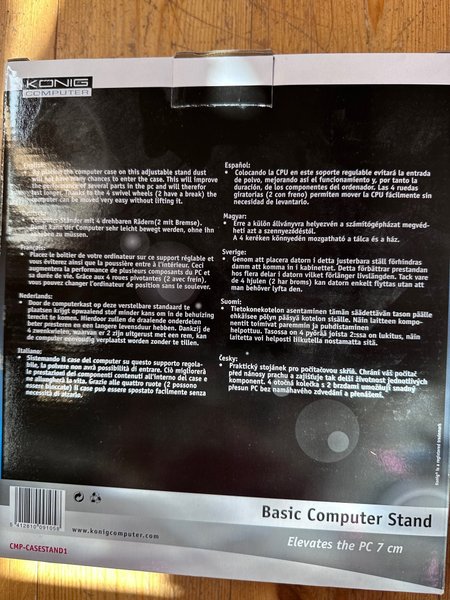 KÖNIG
COMPUTER
English:
By placing the computer case on this adjustable stand dust
will not have many chances to enter the case. This will improve
the performance of several parts in the pc and will therefor
last longer. Thanks to the 4 swivel wheels (2 have a break) the
computer can be moved very easy without lifting it.
Computer Ständer mit 4 drehbaren Rädern(2 mit Bremse).
Damit kann der Computer sehr leicht bewegt werden, ohne ihn
heben zu müssen.
Français:
Placez le boîtier de votre ordinateur sur ce support réglable et
vous éviterez ainsi que la poussière entre à l'intérieur. Ceci
augmentera la performance de plusieurs composants du PC et
sa durée de vie. Grâce aux 4 roues pivotantes (2 avec frein),
vous pouvez changer l'ordinateur de position sans le soulever.
Nederlands:
Door de computerkast op deze verstelbare standaard te
plaatsen krijgt opwaaiend stof minder kans om in de behuizing
terecht te komen. Hierdoor zullen de draaiende onderdelen
beter presteren en een langere levensduur hebben. Dankzij de
4 zwenkwielen, waarvan er 2 zijn uitgerust met een rem, kan
de computer eenvoudig verplaatst worden zonder te tillen.
Italiano:
• Sistemando il case del computer su questo supporto regola-
bile, la polvere non avrà possibilità di entrare. Ciò migliorerà
le prestazioni dei componenti contenuti all'interno del case e
ne allungherà la vita. Grazie alle quattro ruote (2 possono
essere bloccate) il case può essere spostato facilmente senza
necessità di alzarlo.
Español:
• Colocando la CPU en este soporte regulable evitará la entrada
de polvo, mejorando así el funcionamiento y, por tanto la
duración, de los componentes del ordenador. Las 4 ruedas
giratorias (2 con freno) permiten mover la CPU fácilmente sin
necesidad de levantarlo.
Magyar:
• Erre a külön állványra helyezvén a számítógépházat megvéd-
heti azt a szennyeződéstől.
A 4 keréken könnyedén mozgatható a tálca és a ház.
Sverige:
• Genom att placera datorn i detta justerbara ställ förhindras
damm att komma in i kabinettet. Detta förbättrar prestandan
hos flera delar i datorn vilket förlänger livslängden. Tack vare
de 4 hjulen (2 har broms) kan datorn enkelt flyttas utan att
man behöver lyfta den.
Suomi:
• Tietokonekotelon asentaminen tämän säädettävän tason päälle
ehkäisee pölyn pääsyä kotelon sisälle. Näin laitteen kompo-
nentit toimivat paremmin ja puhdistaminen
helpottuu. Tasossa on 4 pyörää joista 2:ssa on lukitus, näin
laitetta voi helposti liikutella nostamatta sitä.
Česky:
• Praktický stojánek pro počítačovou skříň. Chrání váš počítač
před nánosy prachu a zajišťuje tak delší životnost jednotlivých
komponent. 4 otočná kolečka s 2 brzdami umožňují snadný
přesun PC bez namáhavého zdvedání a přenášení.
König® is a registered trademark
5 412810 091058
www.konigcomputer.com
CMP-CASESTAND1
Basic Computer Stand
Elevates the PC 7 cm